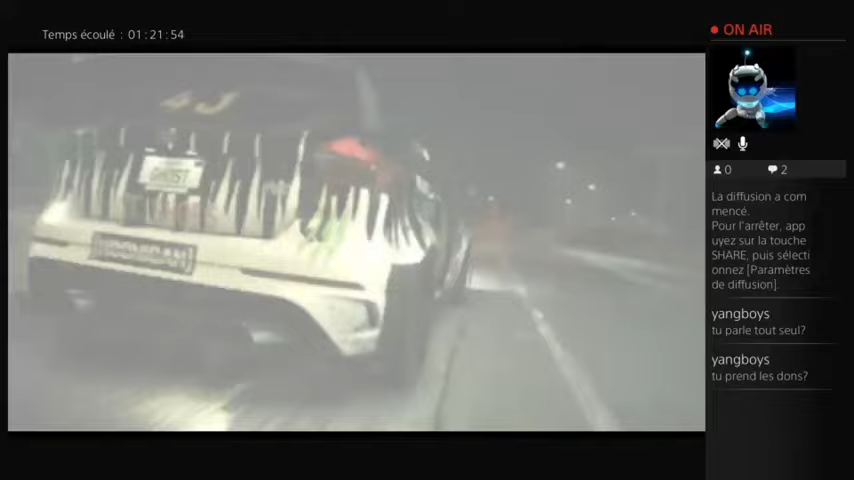 Temps écoulé : 01:21:54
ON AIR
43
GHOST
HOONIGAN
0
2
La diffusion a com
mencé.
Pour l'arrêter, app
uyez sur la touche
SHARE, puis sélecti
onnez [Paramètres
de diffusion].
yangboys
tu parle tout seul?
yangboys
tu prend les dons?